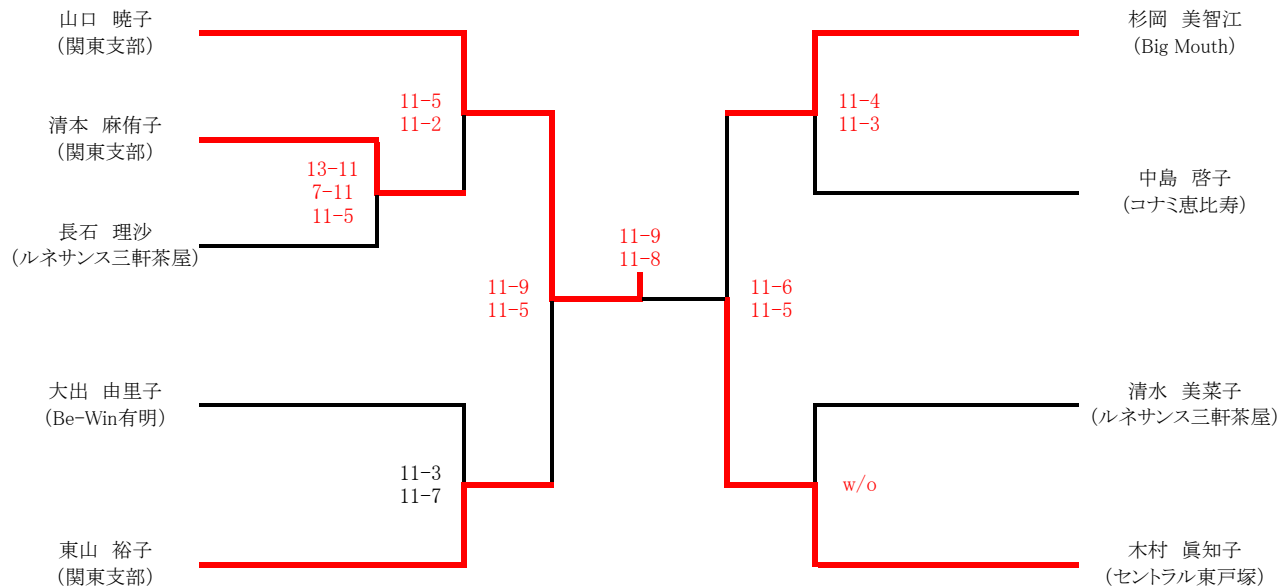 山口　暁子
(関東支部)
清本　麻侑子
(関東支部)
長石　理沙
(ルネサンス三軒茶屋)
大出　由里子
(Be-Win有明)
東山　裕子
(関東支部)
13-11
7-11
11-5
11-5
11-2
11-3
11-7
11-9
11-5
11-9
11-8
11-6
11-5
11-4
11-3
w/o
杉岡　美智江
(Big Mouth)
中島　啓子
(コナミ恵比寿)
清水　美菜子
(ルネサンス三軒茶屋)
木村　眞知子
(セントラル東戸塚)